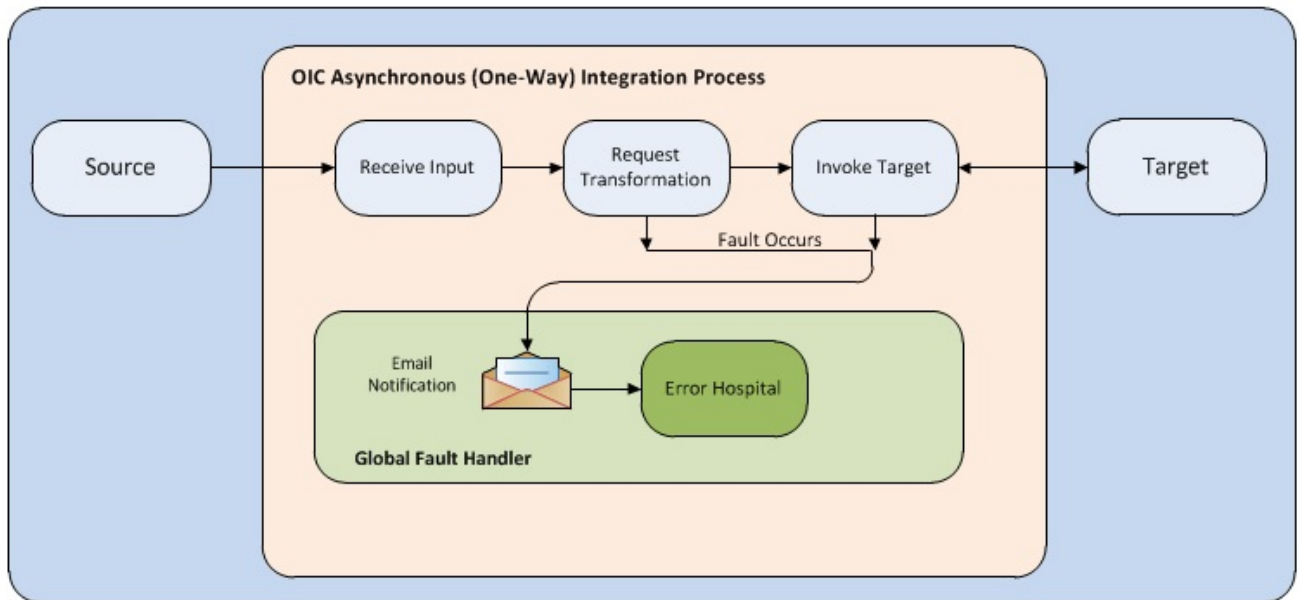 OIC Asynchronous (One-Way) Integration Process
Source
Receive Input
Request
Transformation
Invoke Target
Target
Fault Occurs
Email
Notification
Error Hospital
Global Fault Handler